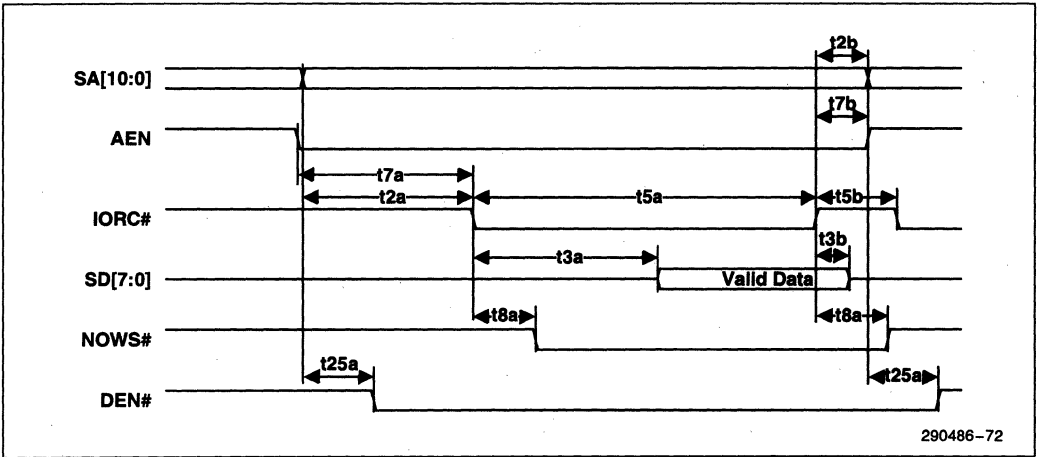 t2b
SA[10:0]
t7b
AEN
t7a
t2a
t5a
t5b
IORC#
t3b
t3a
SD[7:0]
Valid Data
t8a
t8a
NOWS#
t25a
t25a
DEN#
290486-72